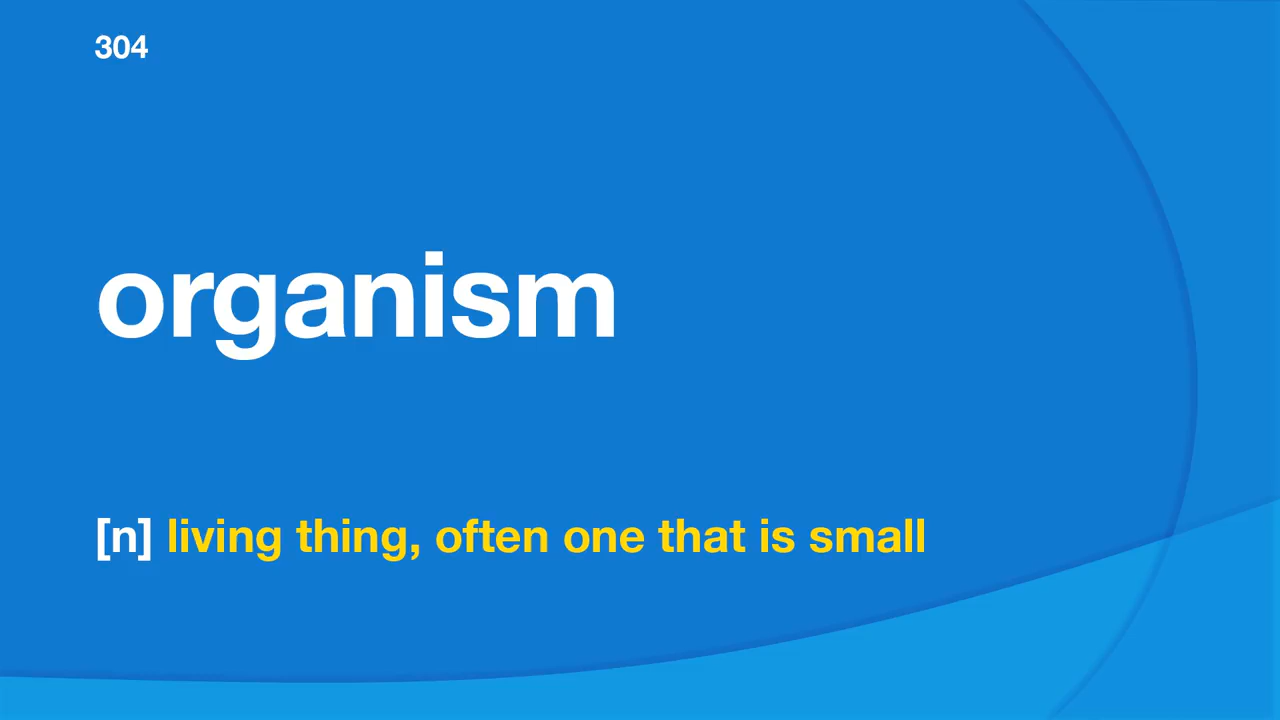 304
organism
[n] living thing, often one that is small